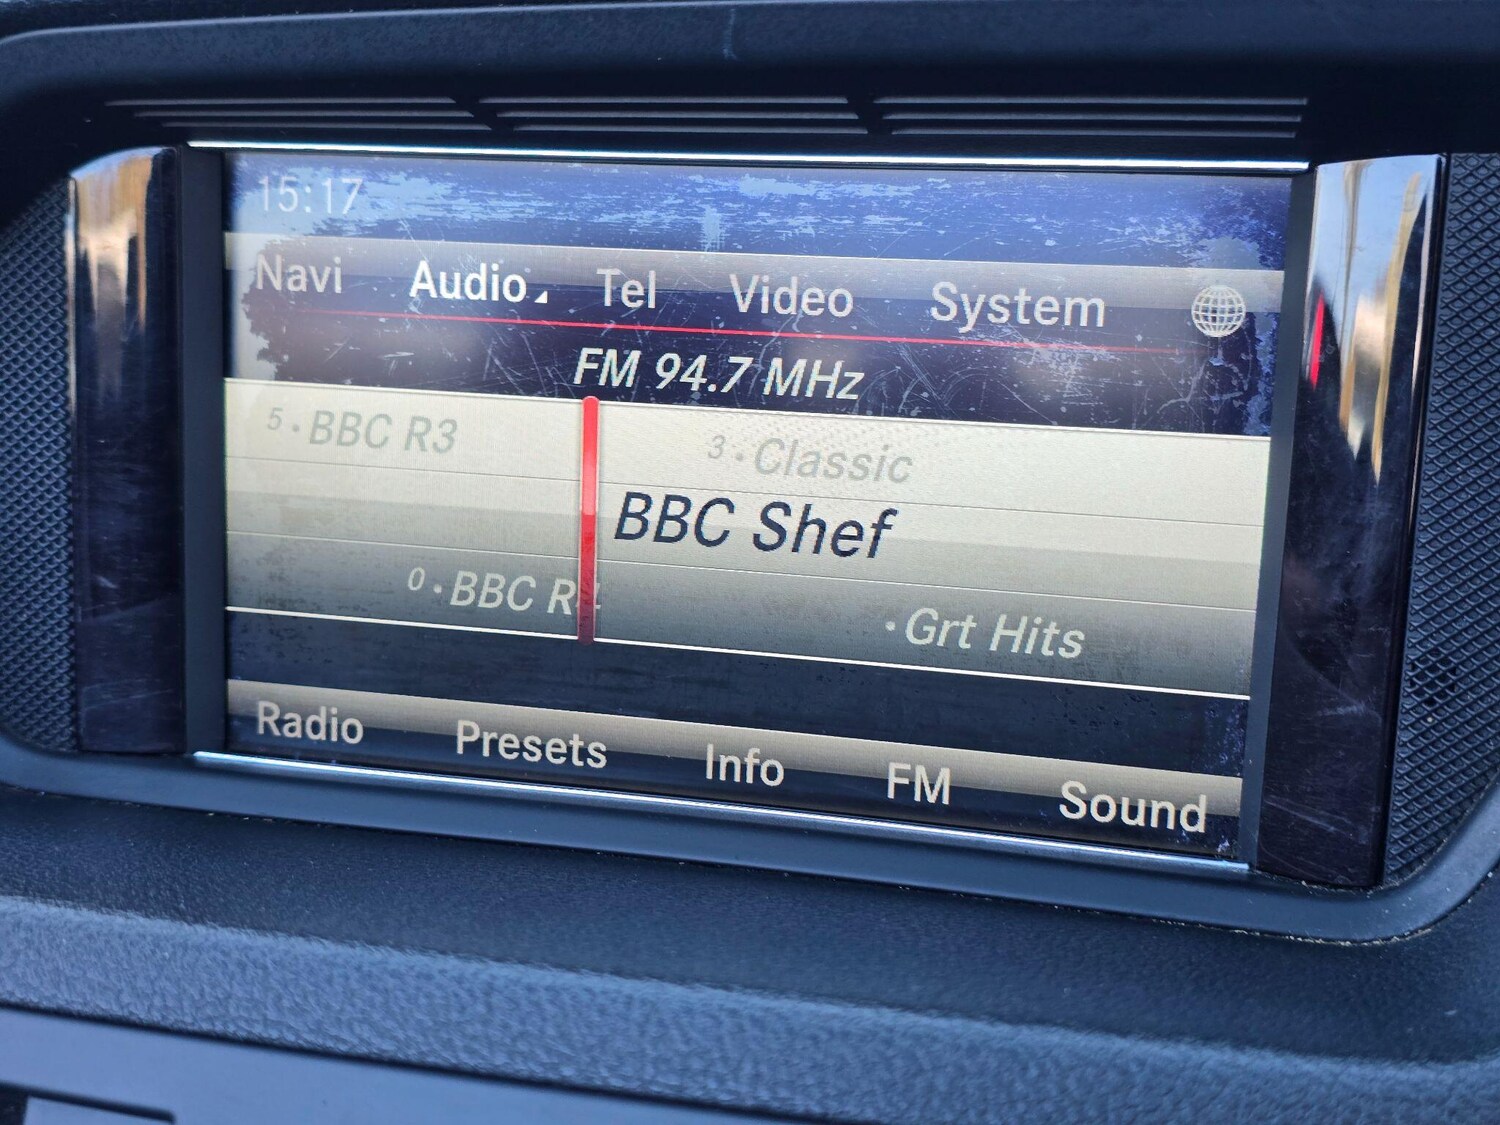 15:17
Navi Audio Tel Video System
FM 94.7 MHz
5 · BBC R3 3 · Classic
BBC Shef
0 · BBC R4 · Grt Hits
Radio Presets Info FM Sound